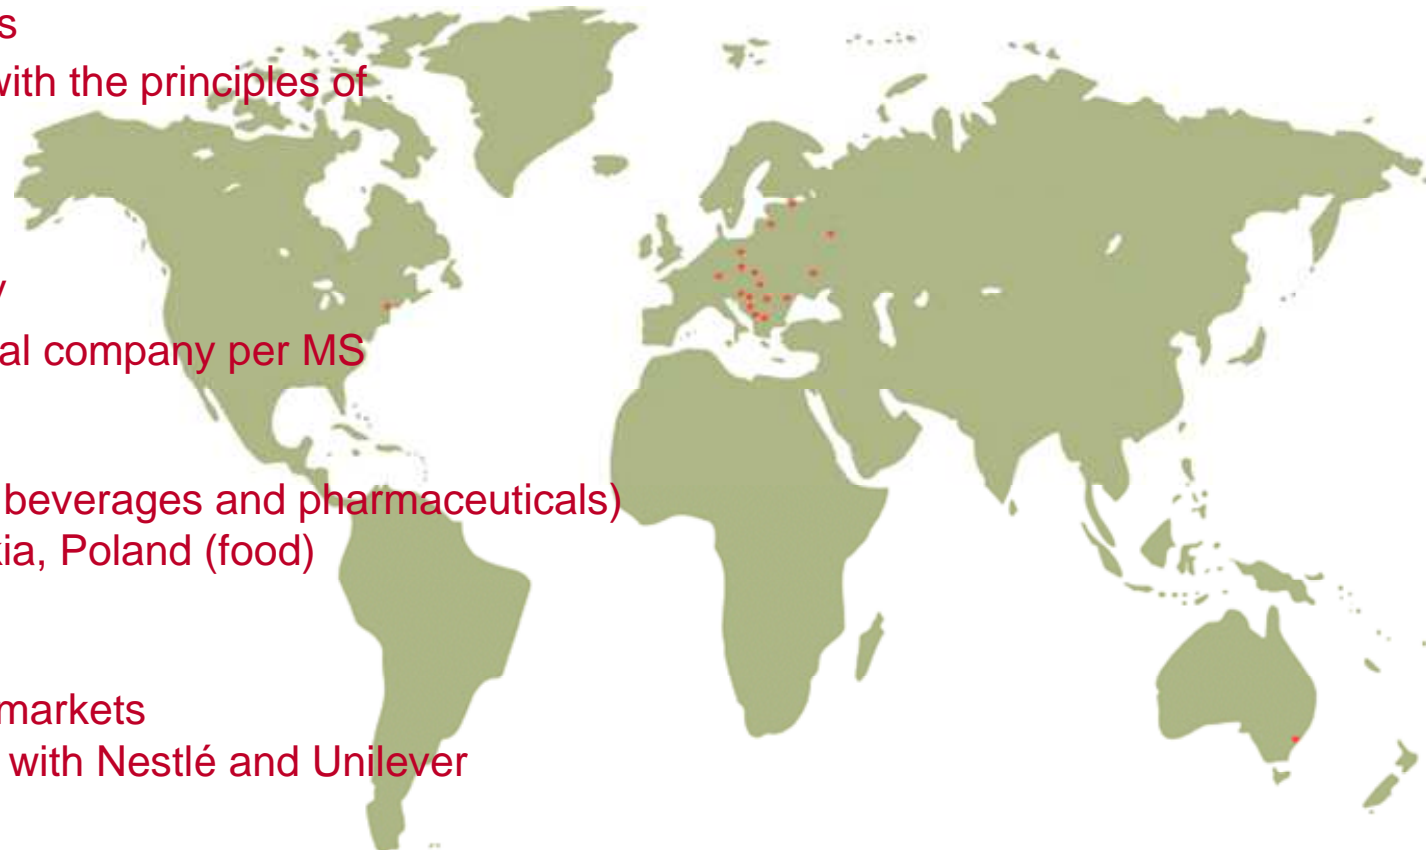 s
with the principles of
y
al company per MS
beverages and pharmaceuticals)
kia, Poland (food)
markets
with Nestlé and Unilever